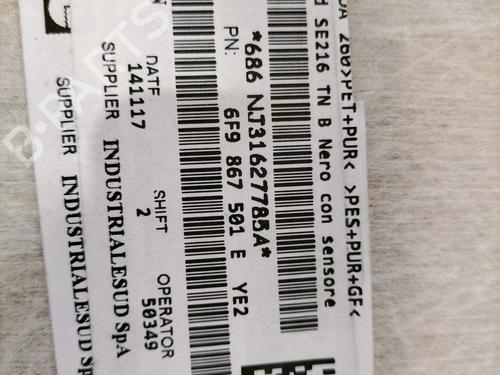 DA 260>PET+PUR< >PES+PUR+GF<
d SE216 TN B Nero con sensore
*686 NJ31627785A*
PN: 6F9 867 501 E YE2
DATE SHIFT OPERATOR
141117 2 50349
SUPPLIER INDUSTRIALESUD SpA
SUPPLIER INDUSTRIALESUD Sp
N
B-PARTS